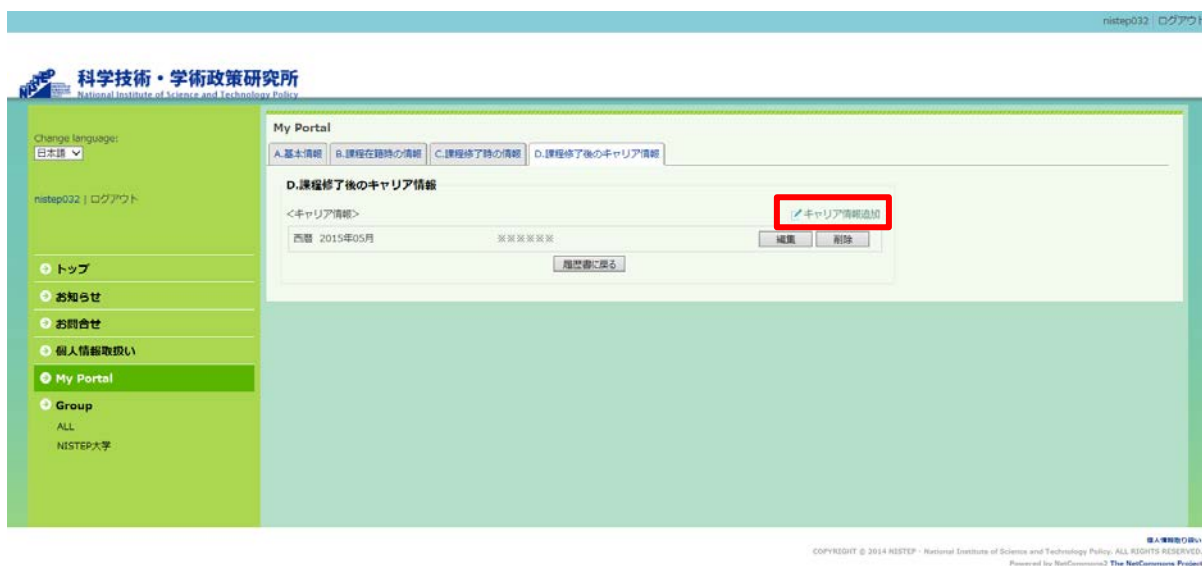 nistep032 | ログアウト
NISTEP
科学技術・学術政策研究所
National Institute of Science and Technology Policy
Change language:
日本語
nistep032 | ログアウト
トップ
お知らせ
お問合せ
個人情報取扱い
My Portal
Group
ALL
NISTEP大学
My Portal
A.基本情報 B.課程在籍時の情報 C.課程修了時の情報 D.課程修了後のキャリア情報
D.課程修了後のキャリア情報
<キャリア情報> キャリア情報追加
西暦 2015年05月 ※※※※※※ 編集 削除
履歴書に戻る
個人情報取り扱い
COPYRIGHT © 2014 NISTEP - National Institute of Science and Technology Policy. ALL RIGHTS RESERVED.
Powered by NetCommons2 The NetCommons Project